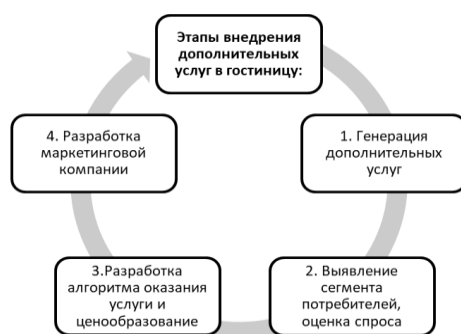 Этапы внедрения
дополнительных
услуг в гостиницу:
1. Генерация
дополнительных
услуг
2. Выявление
сегмента
потребителей,
оценка спроса
3.Разработка
алгоритма оказания
услуги и
ценообразование
4. Разработка
маркетинговой
компании